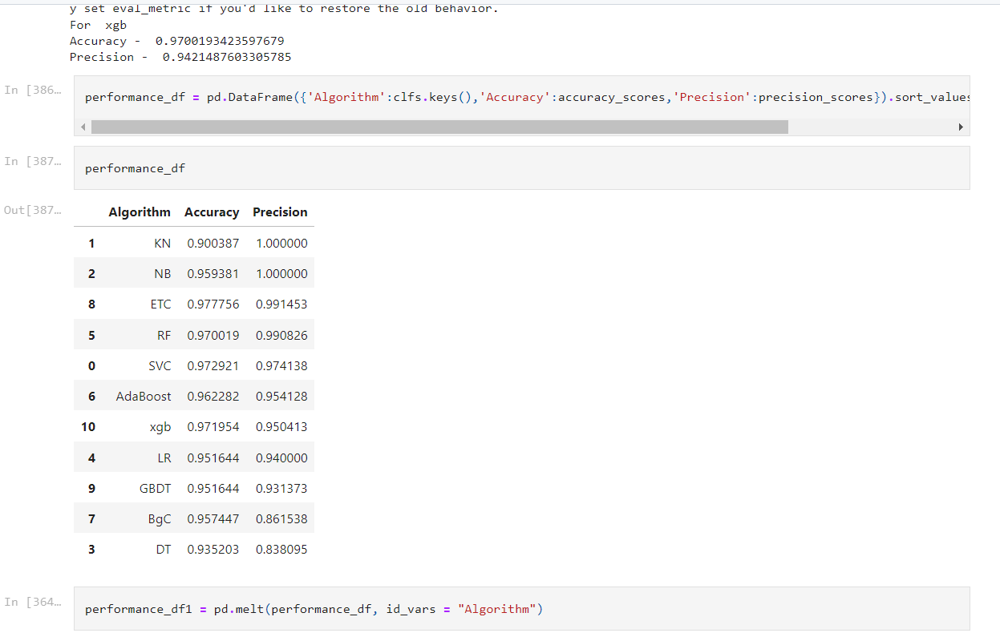 y set eval_metric if you'd like to restore the old behavior.
For  xgb
Accuracy -  0.9700193423597679
Precision -  0.9421487603305785
In [386…
performance_df = pd.DataFrame({'Algorithm':clfs.keys(),'Accuracy':accuracy_scores,'Precision':precision_scores}).sort_values
In [387…
performance_df
Out[387…
Algorithm Accuracy Precision
1 KN 0.900387 1.000000
2 NB 0.959381 1.000000
8 ETC 0.977756 0.991453
5 RF 0.970019 0.990826
0 SVC 0.972921 0.974138
6 AdaBoost 0.962282 0.954128
10 xgb 0.971954 0.950413
4 LR 0.951644 0.940000
9 GBDT 0.951644 0.931373
7 BgC 0.957447 0.861538
3 DT 0.935203 0.838095
In [364…
performance_df1 = pd.melt(performance_df, id_vars = "Algorithm")